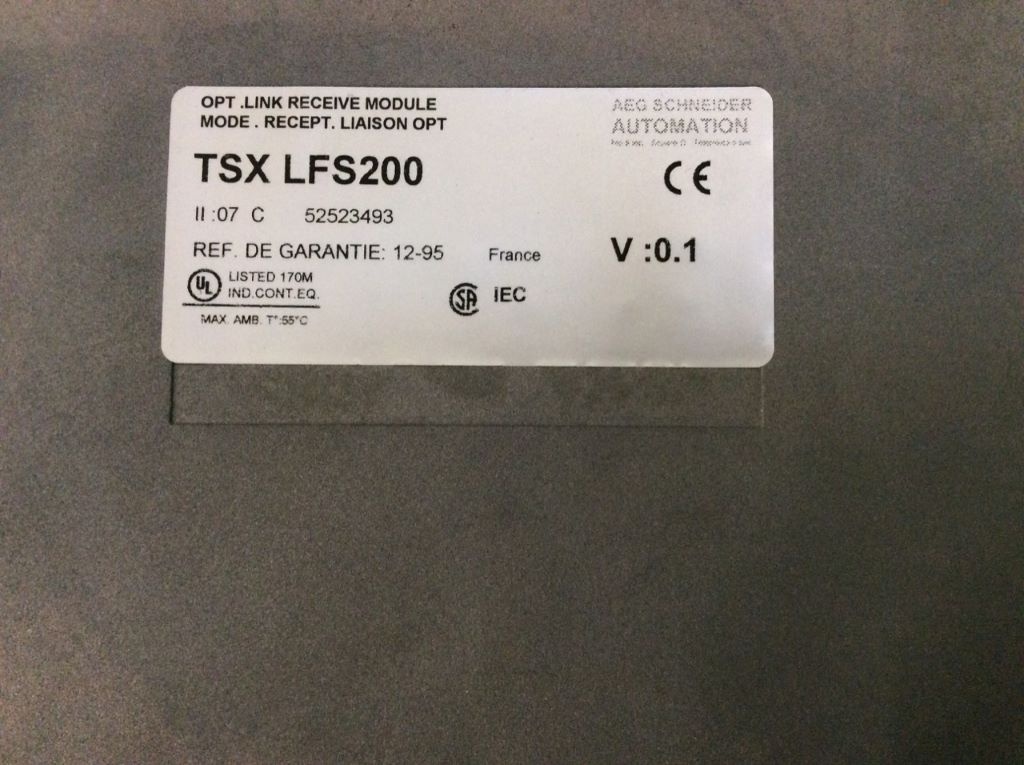 OPT .LINK RECEIVE MODULE
MODE . RECEPT. LIAISON OPT
AEG SCHNEIDER
AUTOMATION
TSX LFS200
CE
II :07 C 52523493
REF. DE GARANTIE: 12-95 France V :0.1
UL LISTED 170M
IND.CONT.EQ.
SA IEC
MAX. AMB. T°:55°C